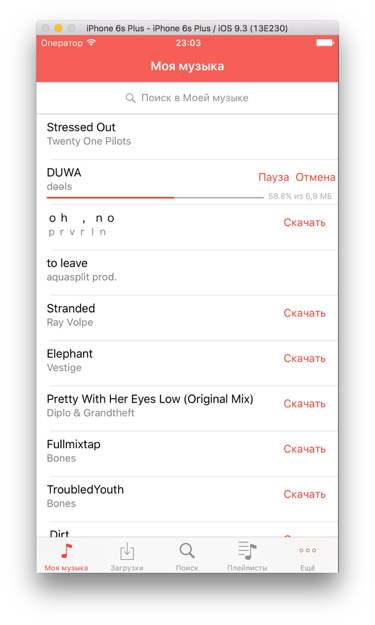 iPhone 6s Plus - iPhone 6s Plus / iOS 9.3 (13E230)
Оператор 23:03
Моя музыка
Поиск в Моей музыке
Stressed Out
Twenty One Pilots
DUWA
dəəls
Пауза Отмена
58.8% из 6,9 МБ
oh , no
prvrln
Скачать
to leave
aquasplit prod.
Stranded
Ray Volpe
Скачать
Elephant
Vestige
Скачать
Pretty With Her Eyes Low (Original Mix)
Diplo & Grandtheft
Скачать
Fullmixtap
Bones
Скачать
TroubledYouth
Bones
Скачать
Dirt
Моя музыка Загрузки Поиск Плейлисты Ещё